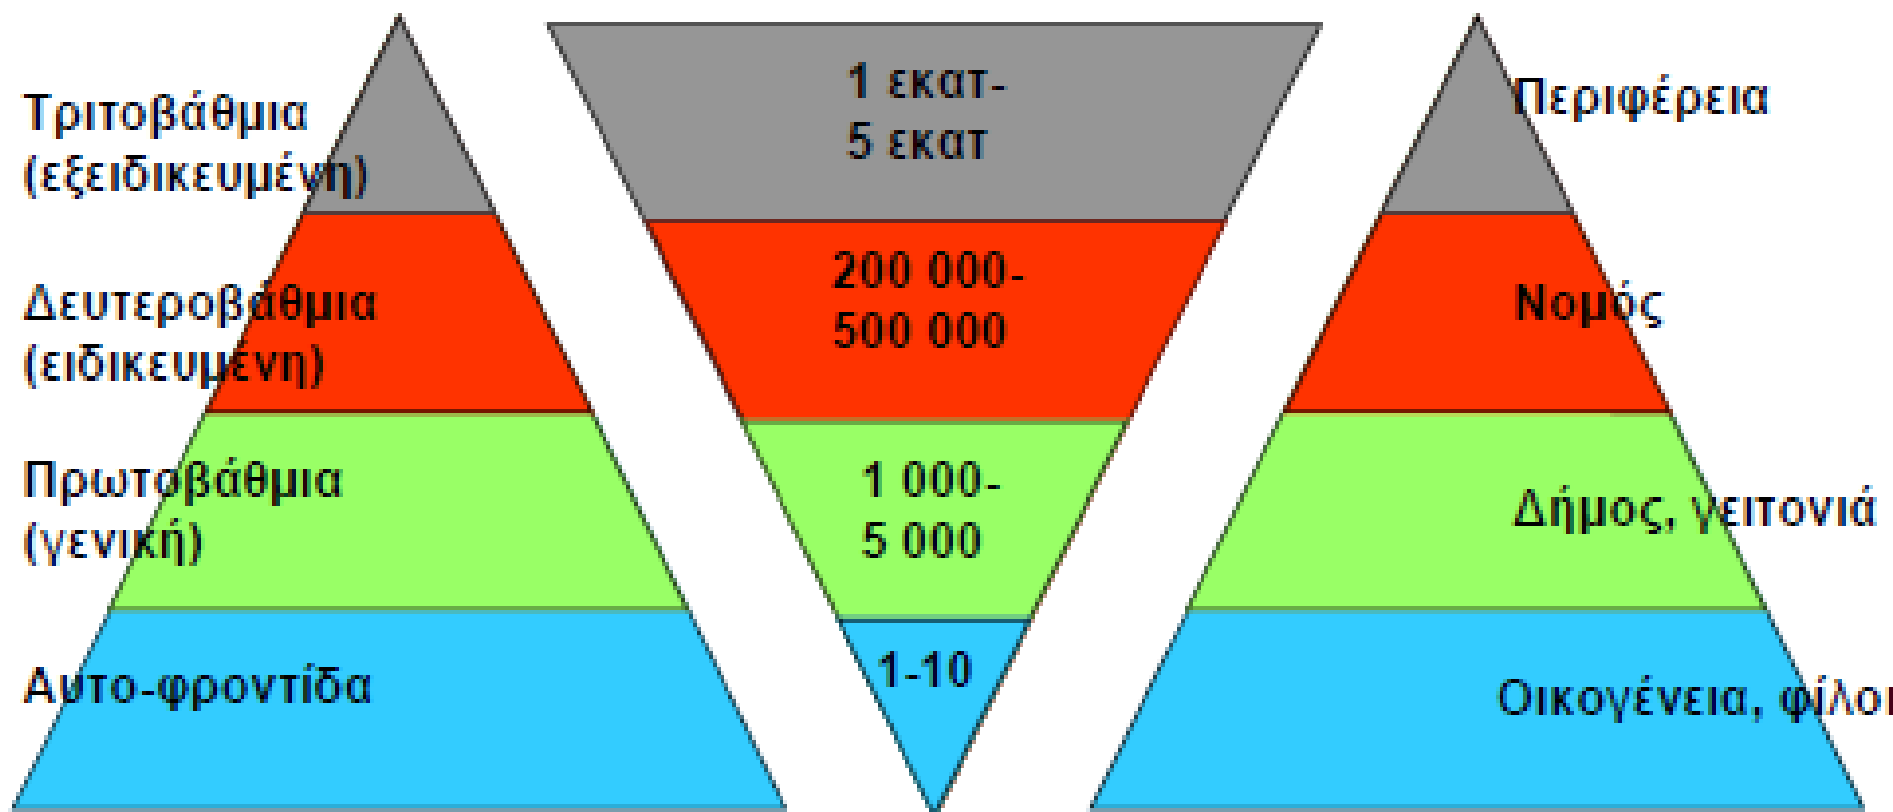 Τριτοβάθμια
(εξειδικευμένη)
1 εκατ-
5 εκατ
Περιφέρεια
Δευτεροβάθμια
(ειδικευμένη)
200 000-
500 000
Νομός
Πρωτοβάθμια
(γενική)
1 000-
5 000
Δήμος, γειτονιά
Αυτο-φροντίδα
1-10
Οικογένεια, φίλοι